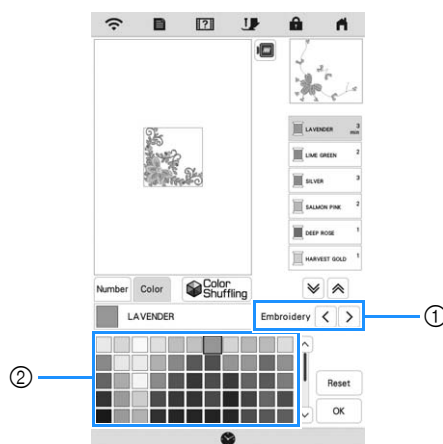 LAVENDER 3
MIN
LIME GREEN 2
SILVER 3
SALMON PINK 2
DEEP ROSE 1
HARVEST GOLD 1
Number Color Color Shuffling
LAVENDER Embroidery < > ①
②
Reset
OK